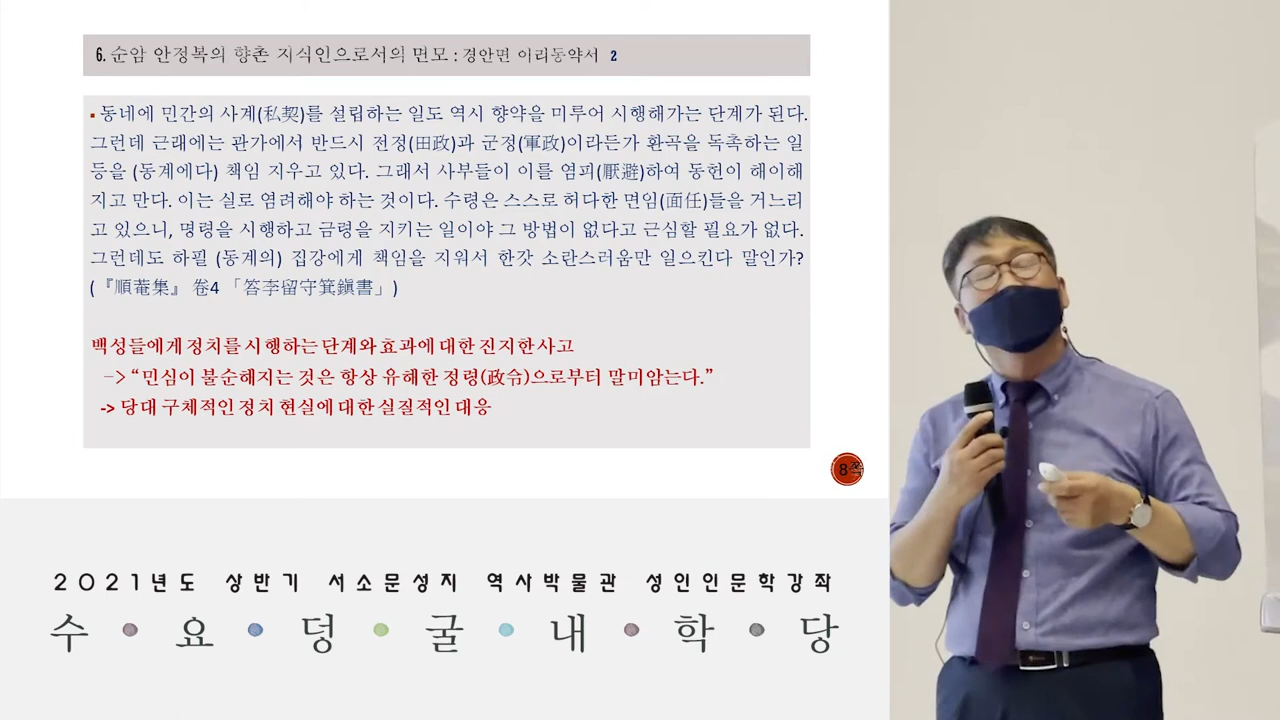 6. 순암 안정복의 향촌 지식인으로서의 면모 : 경안면 이리동약서 2
▪ 동네에 민간의 사계(私契)를 설립하는 일도 역시 향약을 미루어 시행해가는 단계가 된다.
그런데 근래에는 관가에서 반드시 전정(田政)과 군정(軍政)이라든가 환곡을 독촉하는 일
등을 (동계에다) 책임 지우고 있다. 그래서 사부들이 이를 염피(厭避)하여 동헌이 해이해
지고 만다. 이는 실로 염려해야 하는 것이다. 수령은 스스로 허다한 면임(面任)들을 거느리
고 있으니, 명령을 시행하고 금령을 지키는 일이야 그 방법이 없다고 근심할 필요가 없다.
그런데도 하필 (동계의) 집강에게 책임을 지워서 한갓 소란스러움만 일으킨다 말인가?
(『順菴集』 卷4 「答李留守箕鎭書」)
백성들에게 정치를 시행하는 단계와 효과에 대한 진지한 사고
–> “민심이 불순해지는 것은 항상 유해한 정령(政令)으로부터 말미암는다.”
-> 당대 구체적인 정치 현실에 대한 실질적인 대응
8쪽
2021년도 상반기 서소문성지 역사박물관 성인인문학강좌
수•요•덩•굴•내•학•당